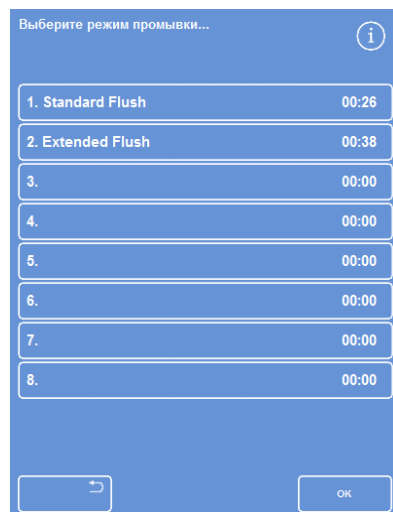 Выберите режим промывки...
i
1. Standard Flush 00:26
2. Extended Flush 00:38
3. 00:00
4. 00:00
5. 00:00
6. 00:00
7. 00:00
8. 00:00
ОК